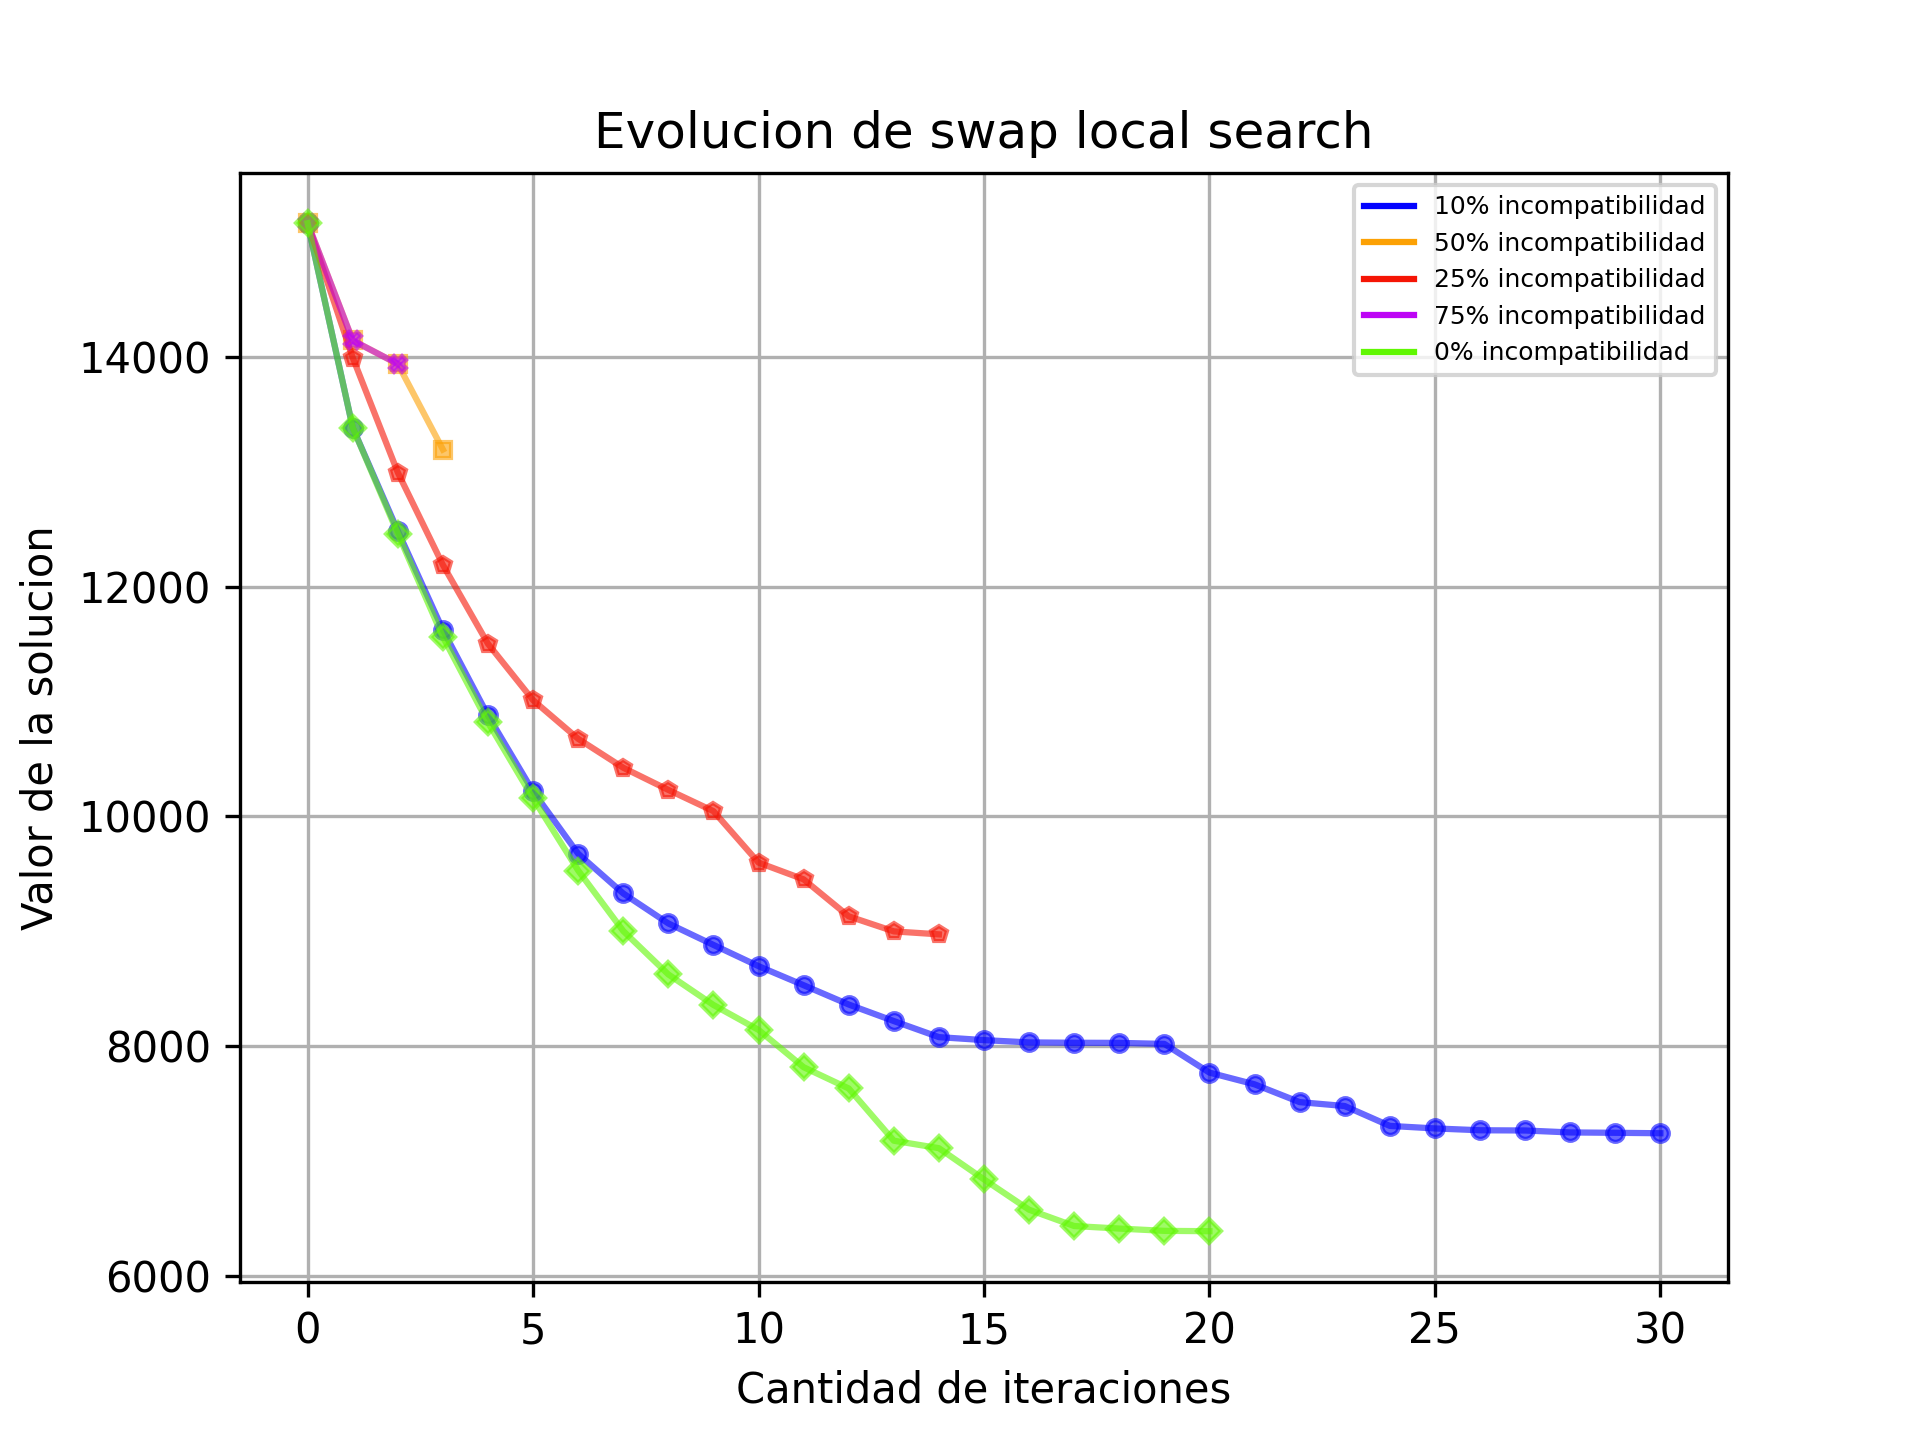 Evolucion de swap local search
10% incompatibilidad
50% incompatibilidad
25% incompatibilidad
75% incompatibilidad
0% incompatibilidad
Valor de la solucion
14000
12000
10000
8000
6000
0 5 10 15 20 25 30
Cantidad de iteraciones